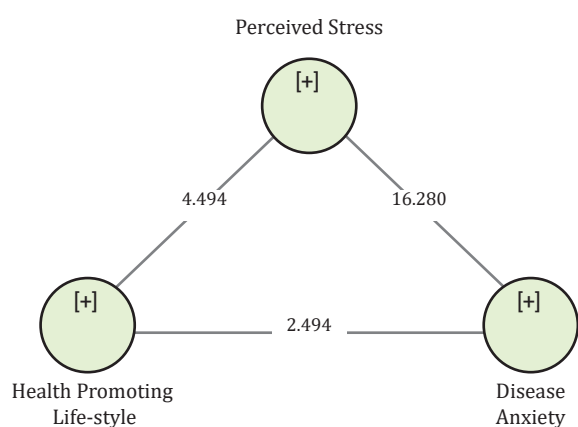 Perceived Stress
[+]
4.494
16.280
[+]
[+]
2.494
Health Promoting
Life-style
Disease
Anxiety